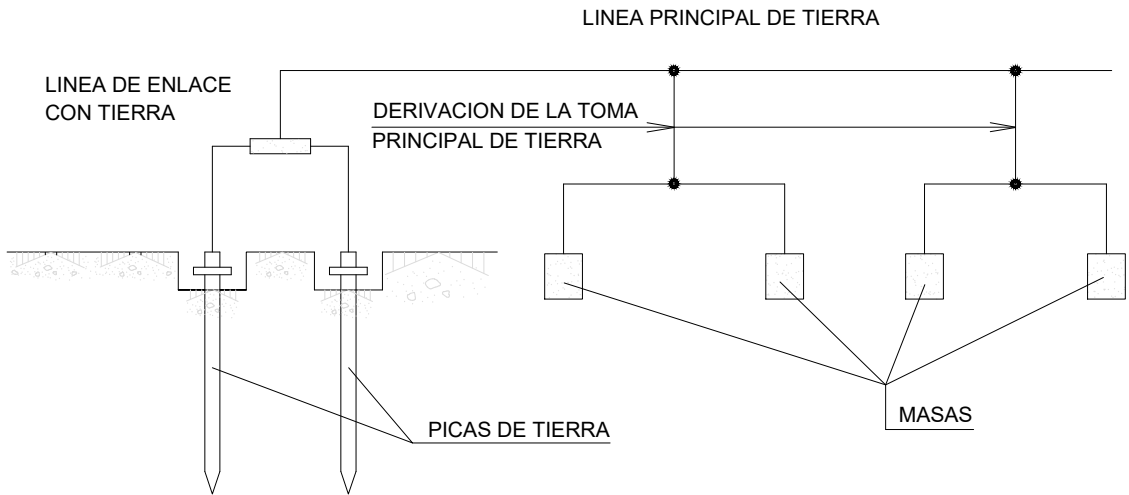 LINEA PRINCIPAL DE TIERRA
LINEA DE ENLACE
CON TIERRA
DERIVACION DE LA TOMA
PRINCIPAL DE TIERRA
PICAS DE TIERRA
MASAS